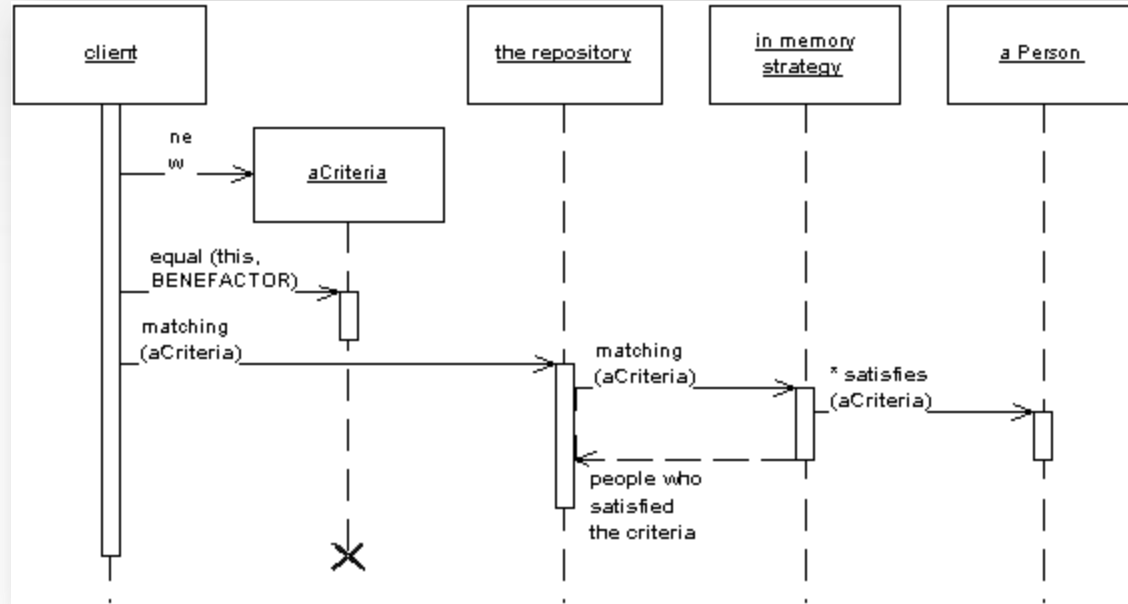 client
the repository
in memory
strategy
a Person
ne
w
aCriteria
equal (this,
BENEFACTOR)
matching
(aCriteria)
matching
(aCriteria)
* satisfies
(aCriteria)
people who
satisfied
the criteria